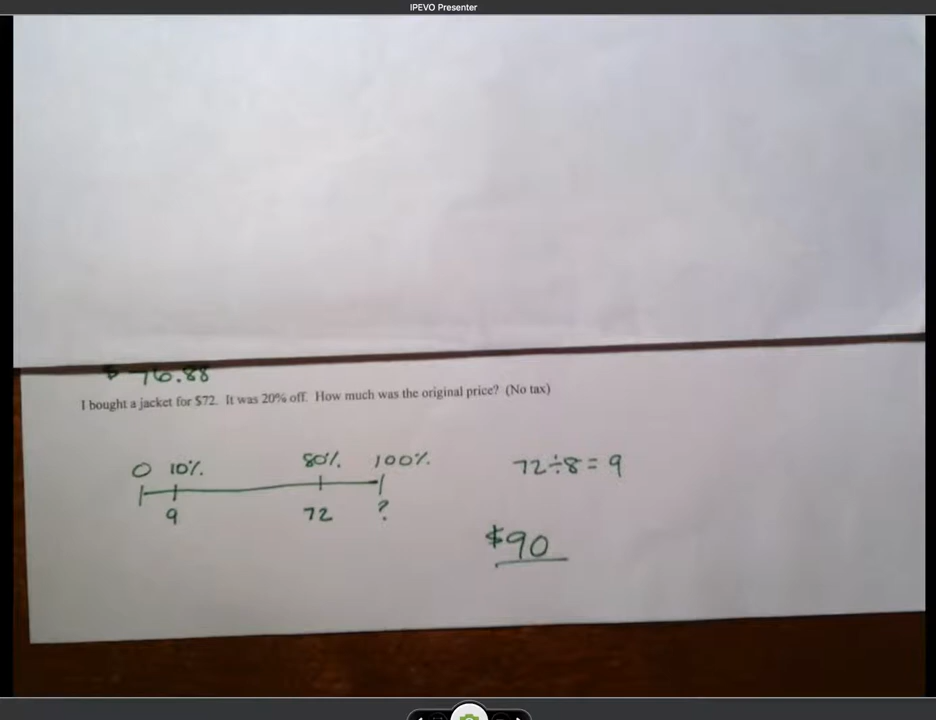 IPEVO Presenter
$ 76.88
I bought a jacket for $72. It was 20% off. How much was the original price? (No tax)
0 10% 80% 100%
9 72 ?
72÷8=9
$90